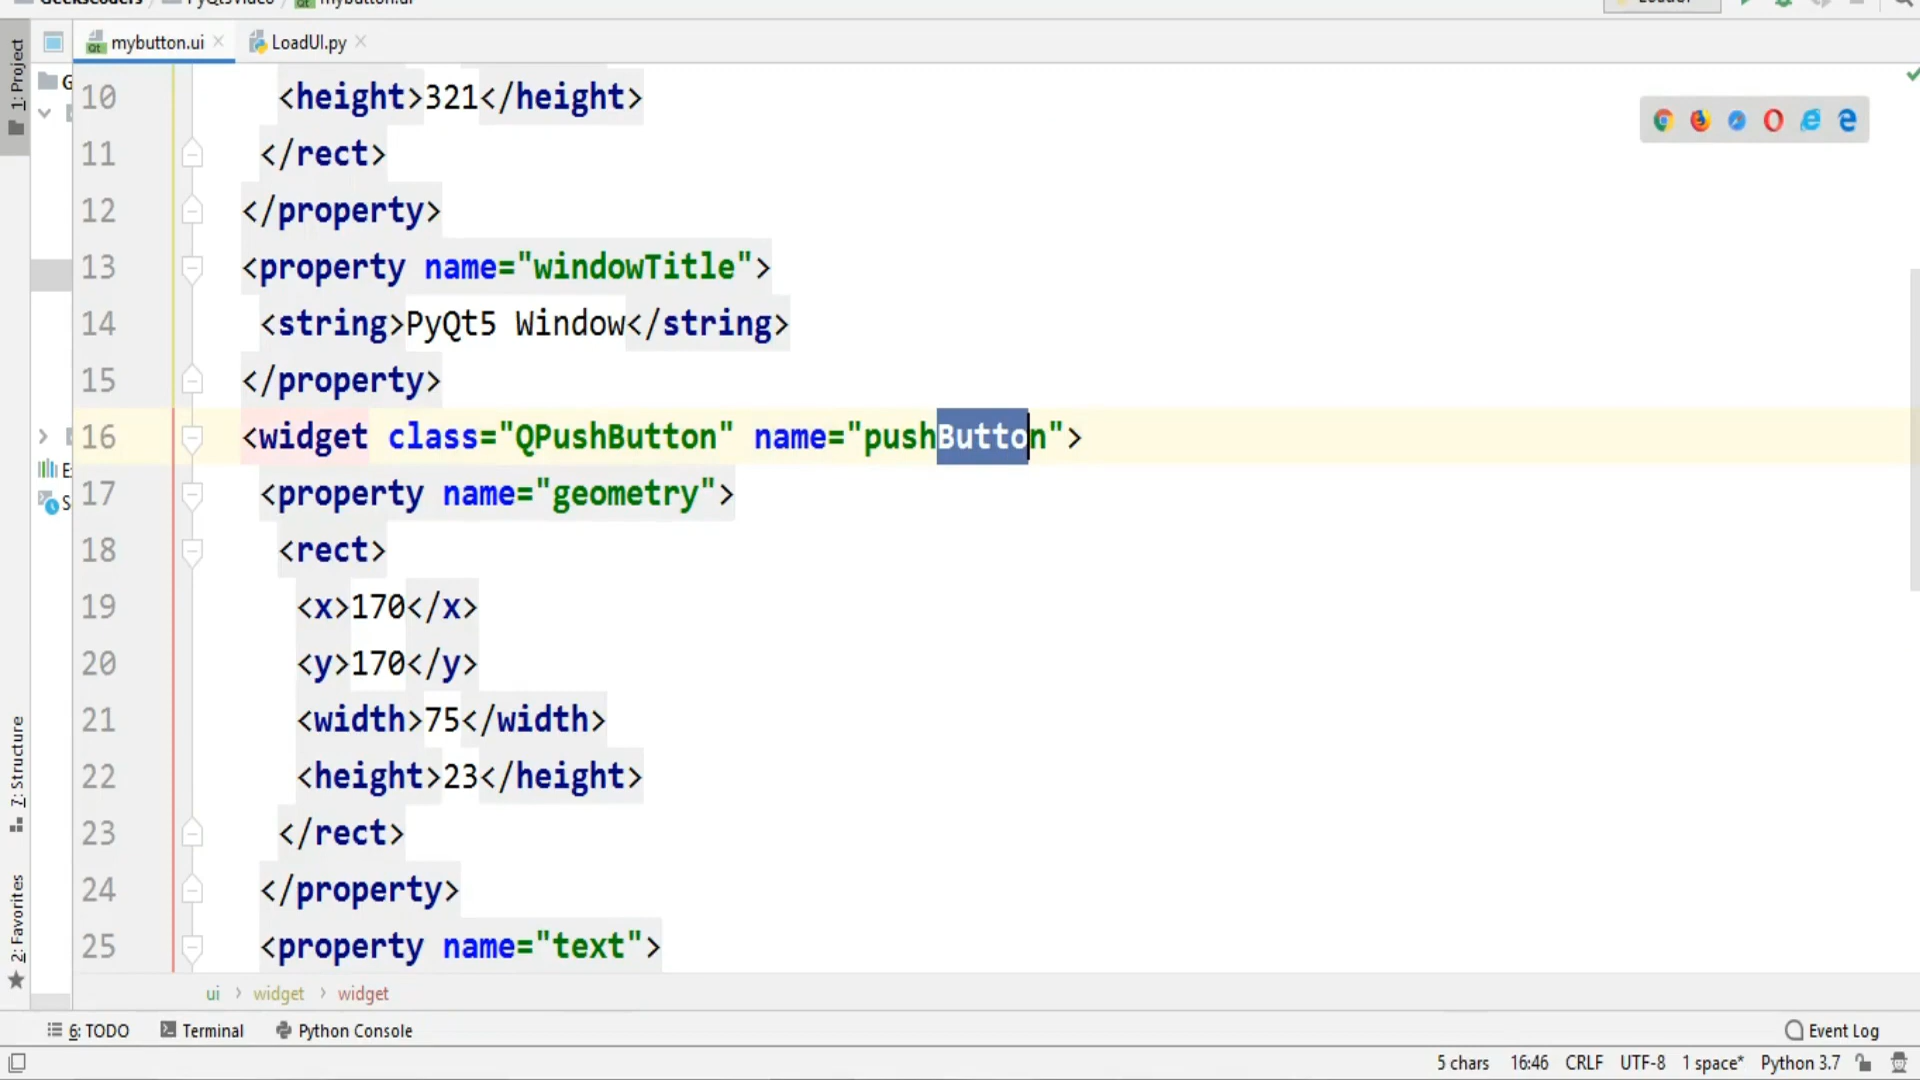 GeeksCoders PyQt5Video mybutton.ui
mybutton.ui LoadUI.py
1: Project
10 <height>321</height>
11 </rect>
12 </property>
13 <property name="windowTitle">
14 <string>PyQt5 Window</string>
15 </property>
16 <widget class="QPushButton" name="pushButton">
17 <property name="geometry">
18 <rect>
19 <x>170</x>
20 <y>170</y>
21 <width>75</width>
22 <height>23</height>
23 </rect>
24 </property>
25 <property name="text">
7: Structure
2: Favorites
ui > widget > widget
6: TODO Terminal Python Console Event Log
5 chars 16:46 CRLF UTF-8 1 space* Python 3.7